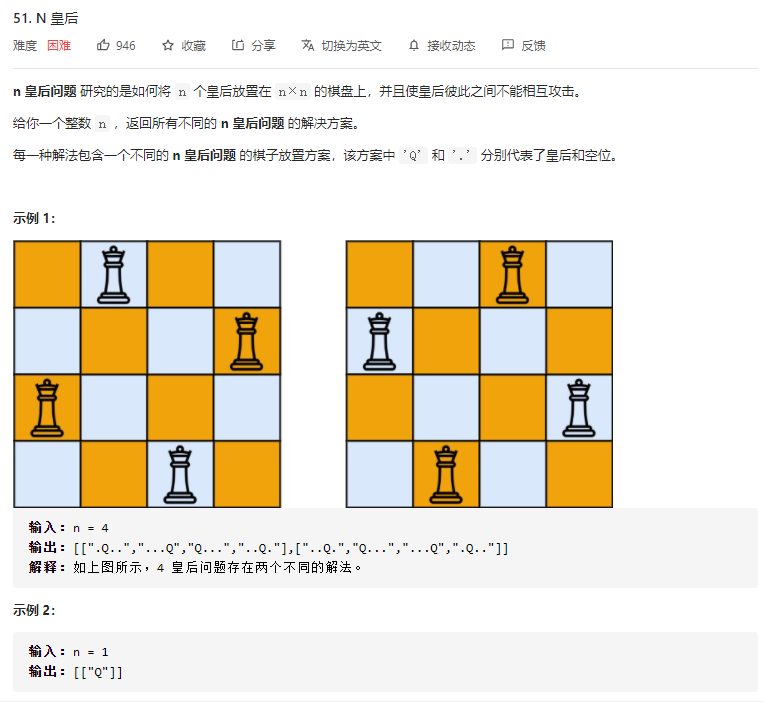 51. N 皇后
难度 困难 946 收藏 分享 切换为英文 接收动态 反馈
n 皇后问题 研究的是如何将 n 个皇后放置在 n×n 的棋盘上，并且使皇后彼此之间不能相互攻击。
给你一个整数 n ，返回所有不同的 n 皇后问题 的解决方案。
每一种解法包含一个不同的 n 皇后问题 的棋子放置方案，该方案中 'Q' 和 '.' 分别代表了皇后和空位。
示例 1：
输入：n = 4
输出：[[".Q..","...Q","Q...","..Q."],["..Q.","Q...","...Q",".Q.."]]
解释：如上图所示，4 皇后问题存在两个不同的解法。
示例 2：
输入：n = 1
输出：[["Q"]]